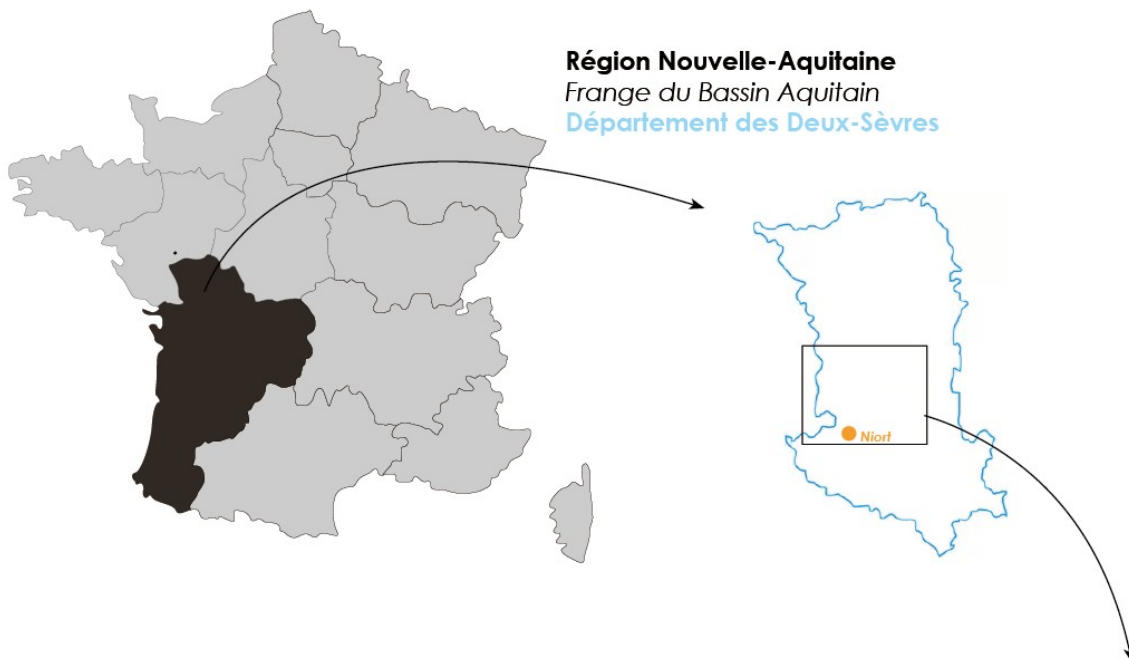 Région Nouvelle-Aquitaine
Frange du Bassin Aquitain
Département des Deux-Sèvres
Niort